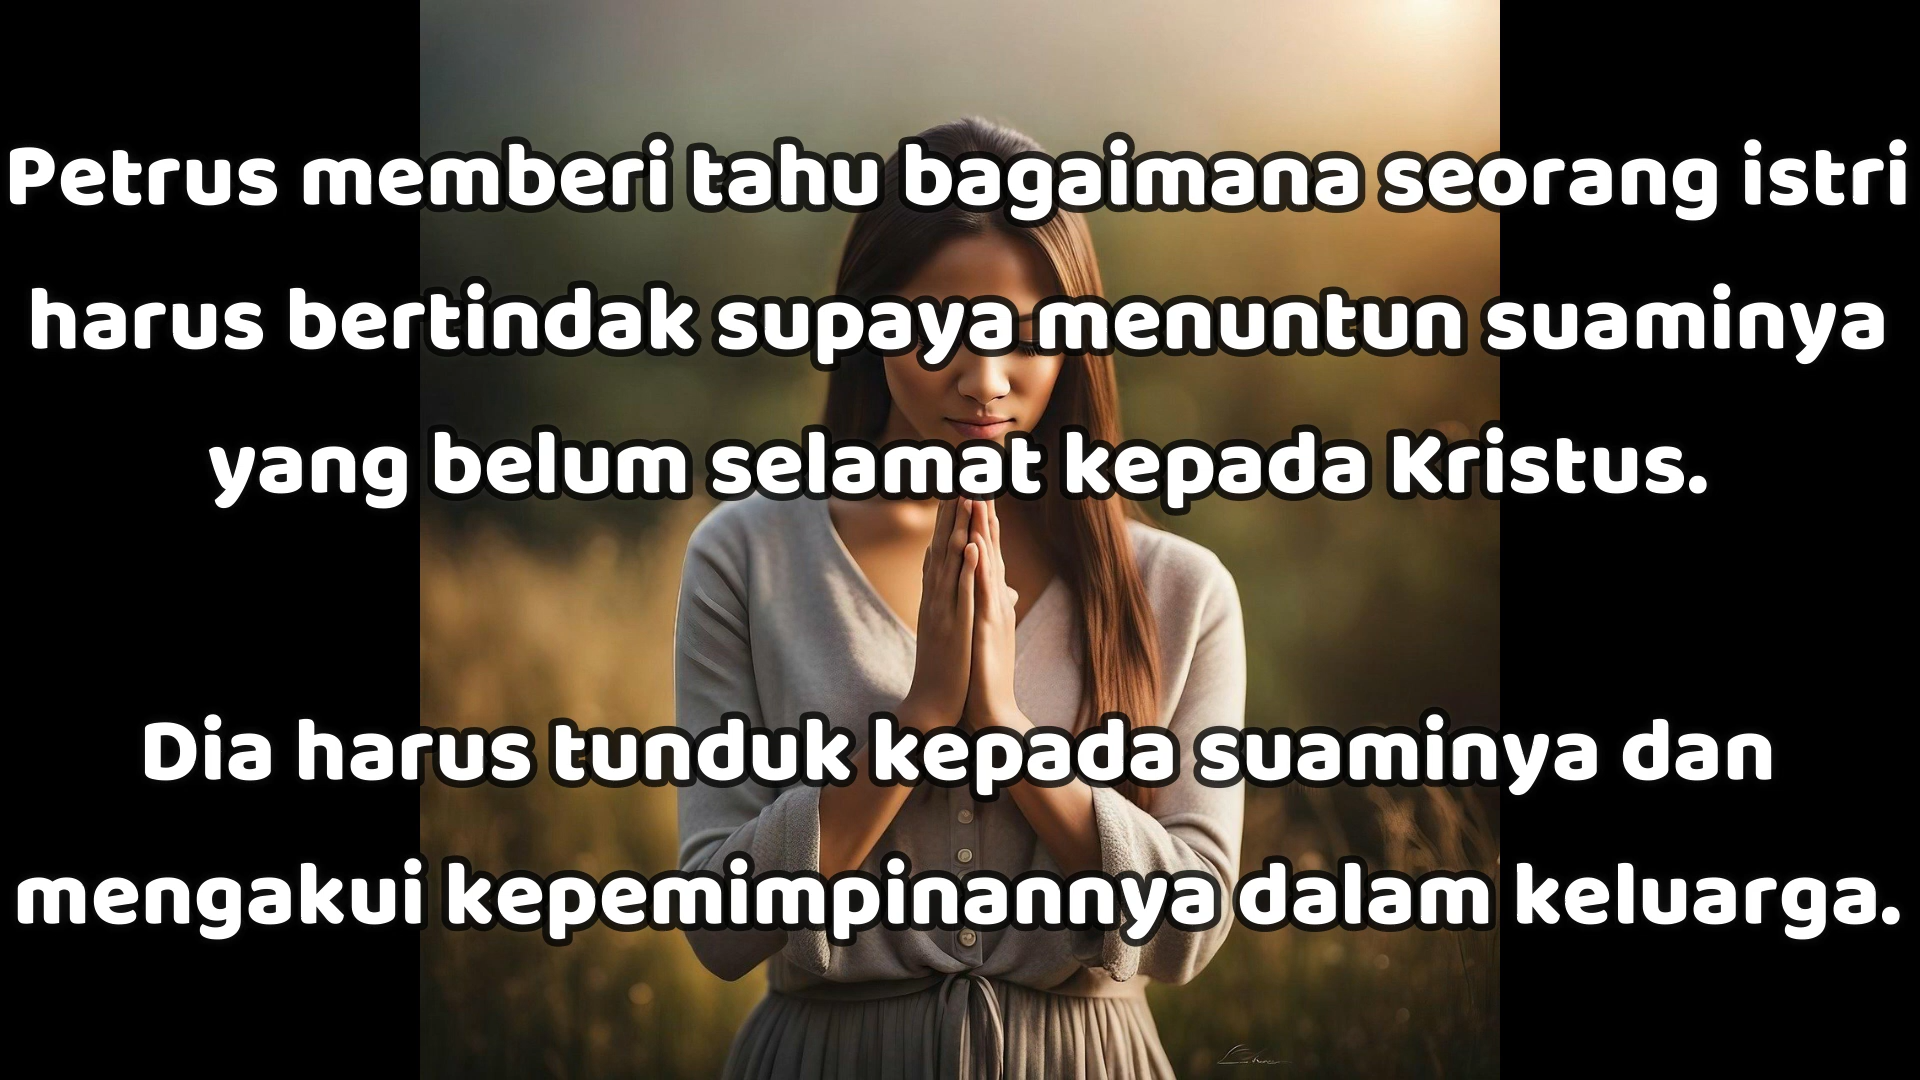 Petrus memberi tahu bagaimana seorang istri
harus bertindak supaya menuntun suaminya
yang belum selamat kepada Kristus.
Dia harus tunduk kepada suaminya dan
mengakui kepemimpinannya dalam keluarga.